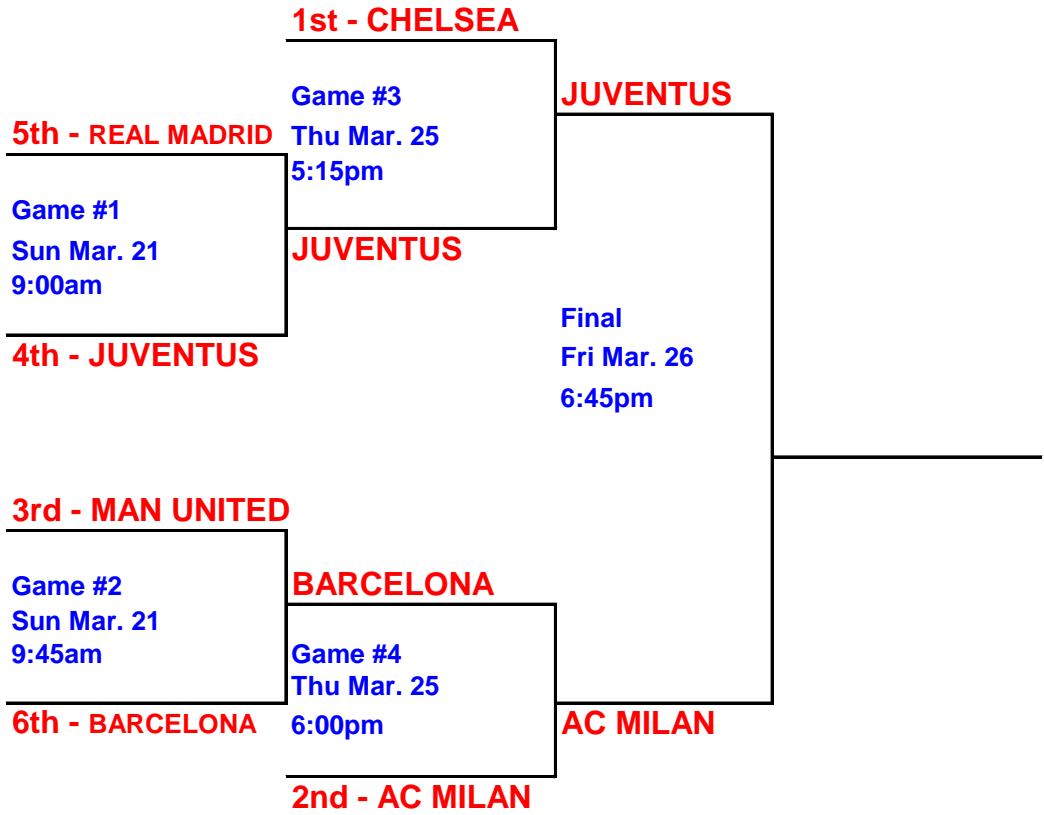 1st - CHELSEA
Game #3
Thu Mar. 25
5:15pm
JUVENTUS
5th - REAL MADRID
Game #1
Sun Mar. 21
9:00am
JUVENTUS
4th - JUVENTUS
Final
Fri Mar. 26
6:45pm
3rd - MAN UNITED
Game #2
Sun Mar. 21
9:45am
BARCELONA
6th - BARCELONA
Game #4
Thu Mar. 25
6:00pm
AC MILAN
2nd - AC MILAN